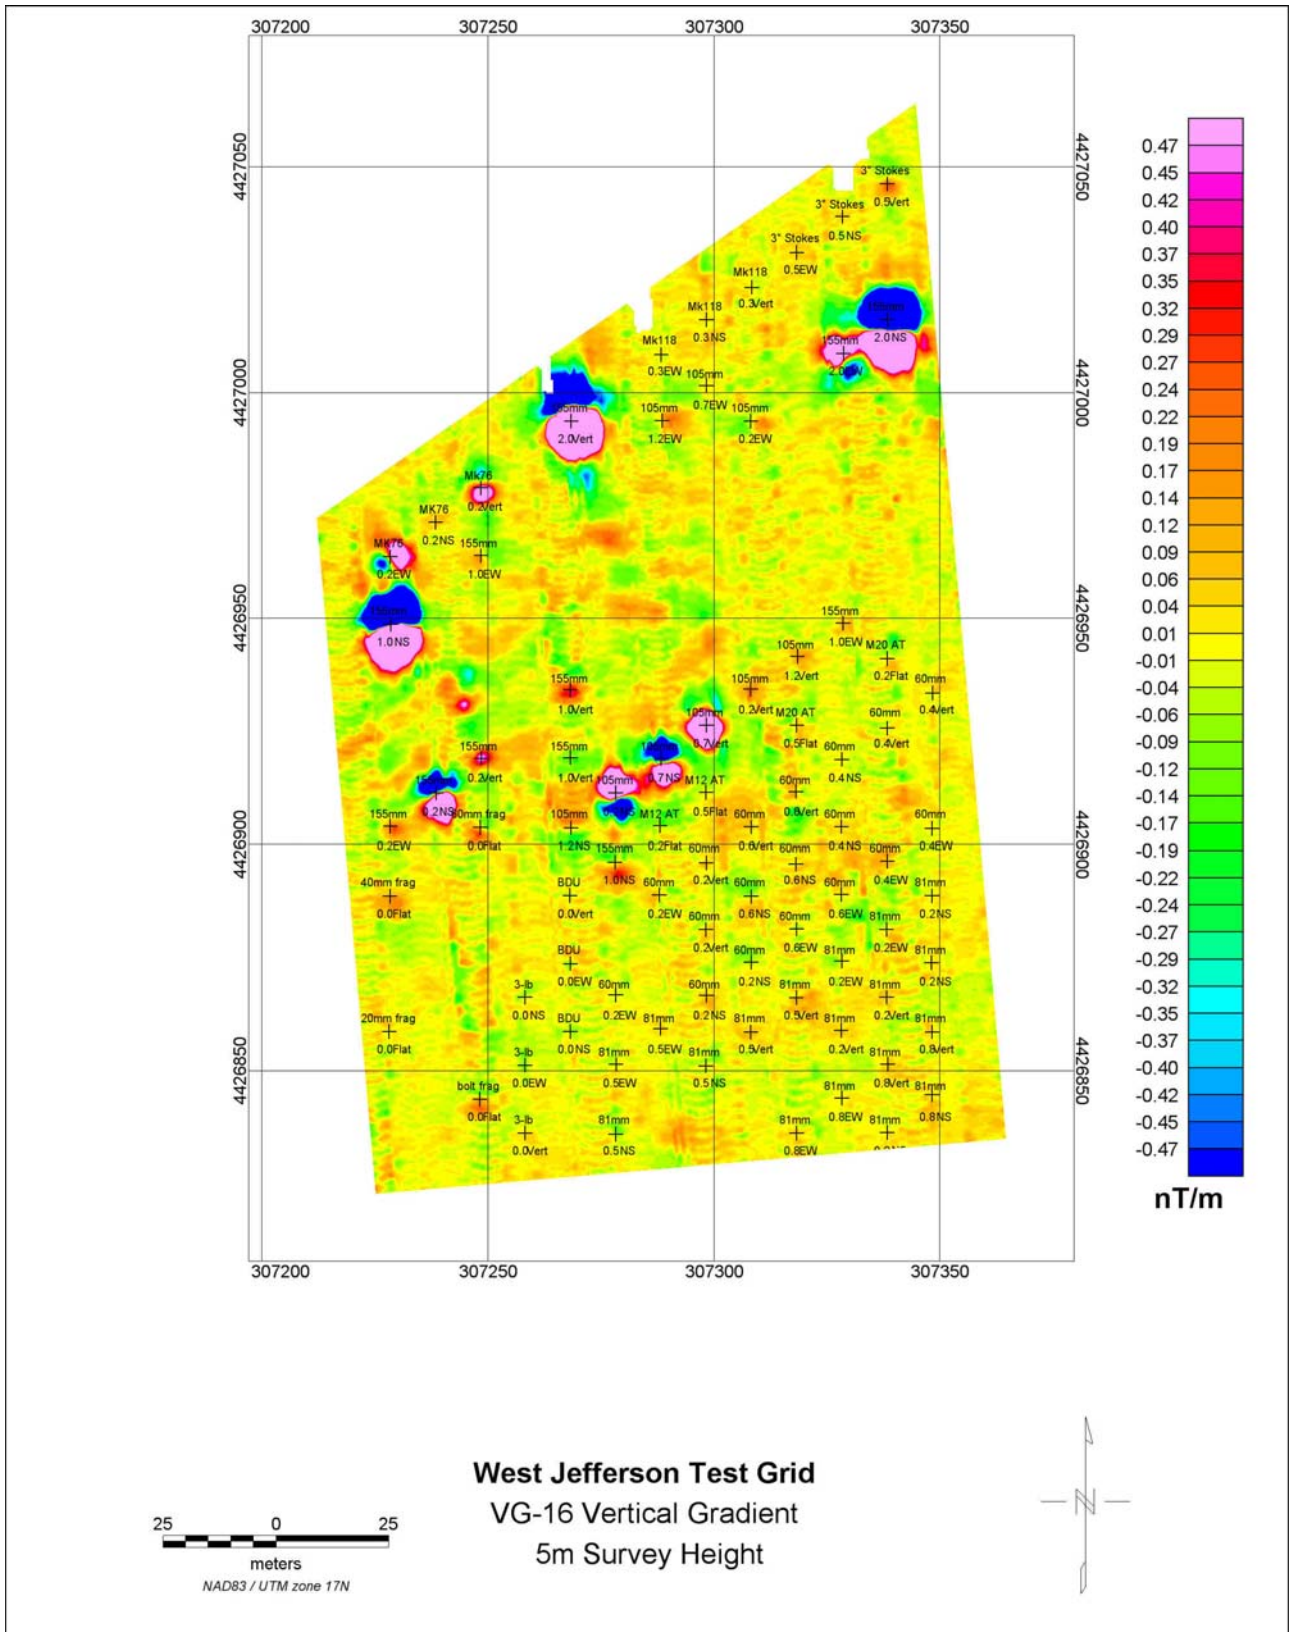 307200 307250 307300 307350
4427050 4427050
4427000 4427000
4426950 4426950
4426900 4426900
4426850 4426850
3" Stokes
0.5Vert
3" Stokes
0.5NS
3" Stokes
0.5EW
Mk118
0.3Vert
Mk118
0.3NS
Mk118
0.3EW
155mm
2.0NS
155mm
105mm
0.7EW
2.0Vert
105mm
1.2EW
105mm
0.2EW
Mk76
0.2Vert
MK76
0.2NS
MK76
0.2EW
155mm
1.0EW
155mm
1.0NS
155mm
1.0EW
105mm
1.2Vert
M20 AT
0.2Flat
155mm
1.0Vert
105mm
0.2Vert
60mm
0.4Vert
105mm
0.7Vert
M20 AT
0.5Flat
60mm
0.4Vert
155mm
0.2Vert
155mm
1.0Vert
0.7NS
60mm
0.4NS
0.2NS
105mm
M12 AT
0.5Flat
60mm
0.8Vert
155mm
0.2EW
0.0Flat
105mm
1.2NS
M12 AT
0.2Flat
60mm
0.6Vert
60mm
0.4NS
60mm
0.4EW
155mm
1.0NS
60mm
0.2Vert
60mm
0.6NS
60mm
0.4EW
40mm frag
0.0Flat
BDU
0.0Vert
60mm
0.2EW
60mm
0.6NS
60mm
0.6EW
81mm
0.2NS
60mm
0.2Vert
60mm
0.6EW
81mm
0.2EW
BDU
0.0EW
60mm
0.2NS
81mm
0.2EW
81mm
0.2NS
3-lb
0.0NS
60mm
0.2EW
60mm
0.2NS
81mm
0.5Vert
81mm
0.2Vert
20mm frag
0.0Flat
BDU
0.0NS
81mm
0.5EW
81mm
0.5Vert
81mm
0.2Vert
81mm
0.8Vert
3-lb
0.0EW
81mm
0.5EW
81mm
0.5NS
81mm
0.8Vert
bolt frag
0.0Flat
81mm
0.8EW
81mm
0.8NS
3-lb
0.0Vert
81mm
0.5NS
81mm
0.8EW
81mm
307200 307250 307300 307350
0.47
0.45
0.42
0.40
0.37
0.35
0.32
0.29
0.27
0.24
0.22
0.19
0.17
0.14
0.12
0.09
0.06
0.04
0.01
-0.01
-0.04
-0.06
-0.09
-0.12
-0.14
-0.17
-0.19
-0.22
-0.24
-0.27
-0.29
-0.32
-0.35
-0.37
-0.40
-0.42
-0.45
-0.47
nT/m
West Jefferson Test Grid
VG-16 Vertical Gradient
5m Survey Height
25 0 25
meters
NAD83 / UTM zone 17N
N